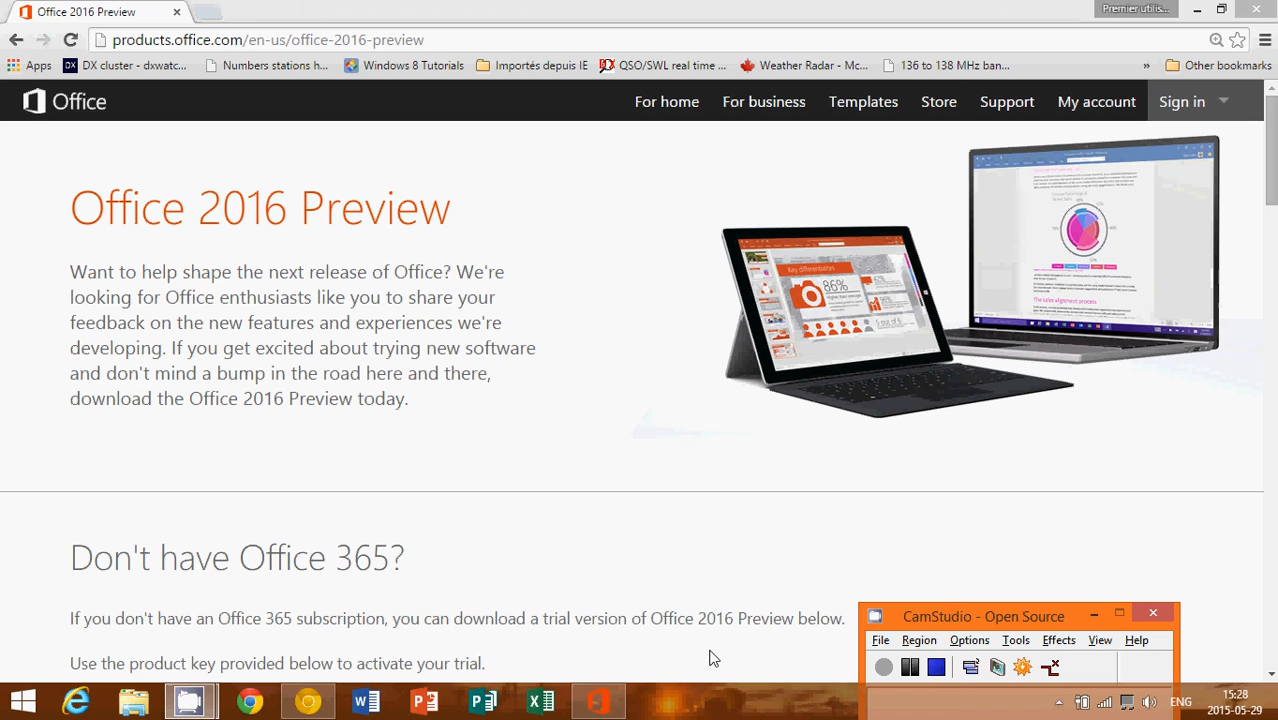 Office 2016 Preview
Premier utilis...
products.office.com/en-us/office-2016-preview
Apps
DX cluster - dxwatc...
Numbers stations h...
Windows 8 Tutorials
Importés depuis IE
QSO/SWL real time ...
Weather Radar - Mc...
136 to 138 MHz ban...
»
Other bookmarks
Office
For home
For business
Templates
Store
Support
My account
Sign in
Office 2016 Preview
Want to help shape the next release of Office? We're
looking for Office enthusiasts like you to share your
feedback on the new features and experiences we're
developing. If you get excited about trying new software
and don't mind a bump in the road here and there,
download the Office 2016 Preview today.
Key differentiators
86%
The sales alignment process
Don't have Office 365?
If you don't have an Office 365 subscription, you can download a trial version of Office 2016 Preview below.
Use the product key provided below to activate your trial.
CamStudio - Open Source
File
Region
Options
Tools
Effects
View
Help
ENG
15:28
2015-05-29